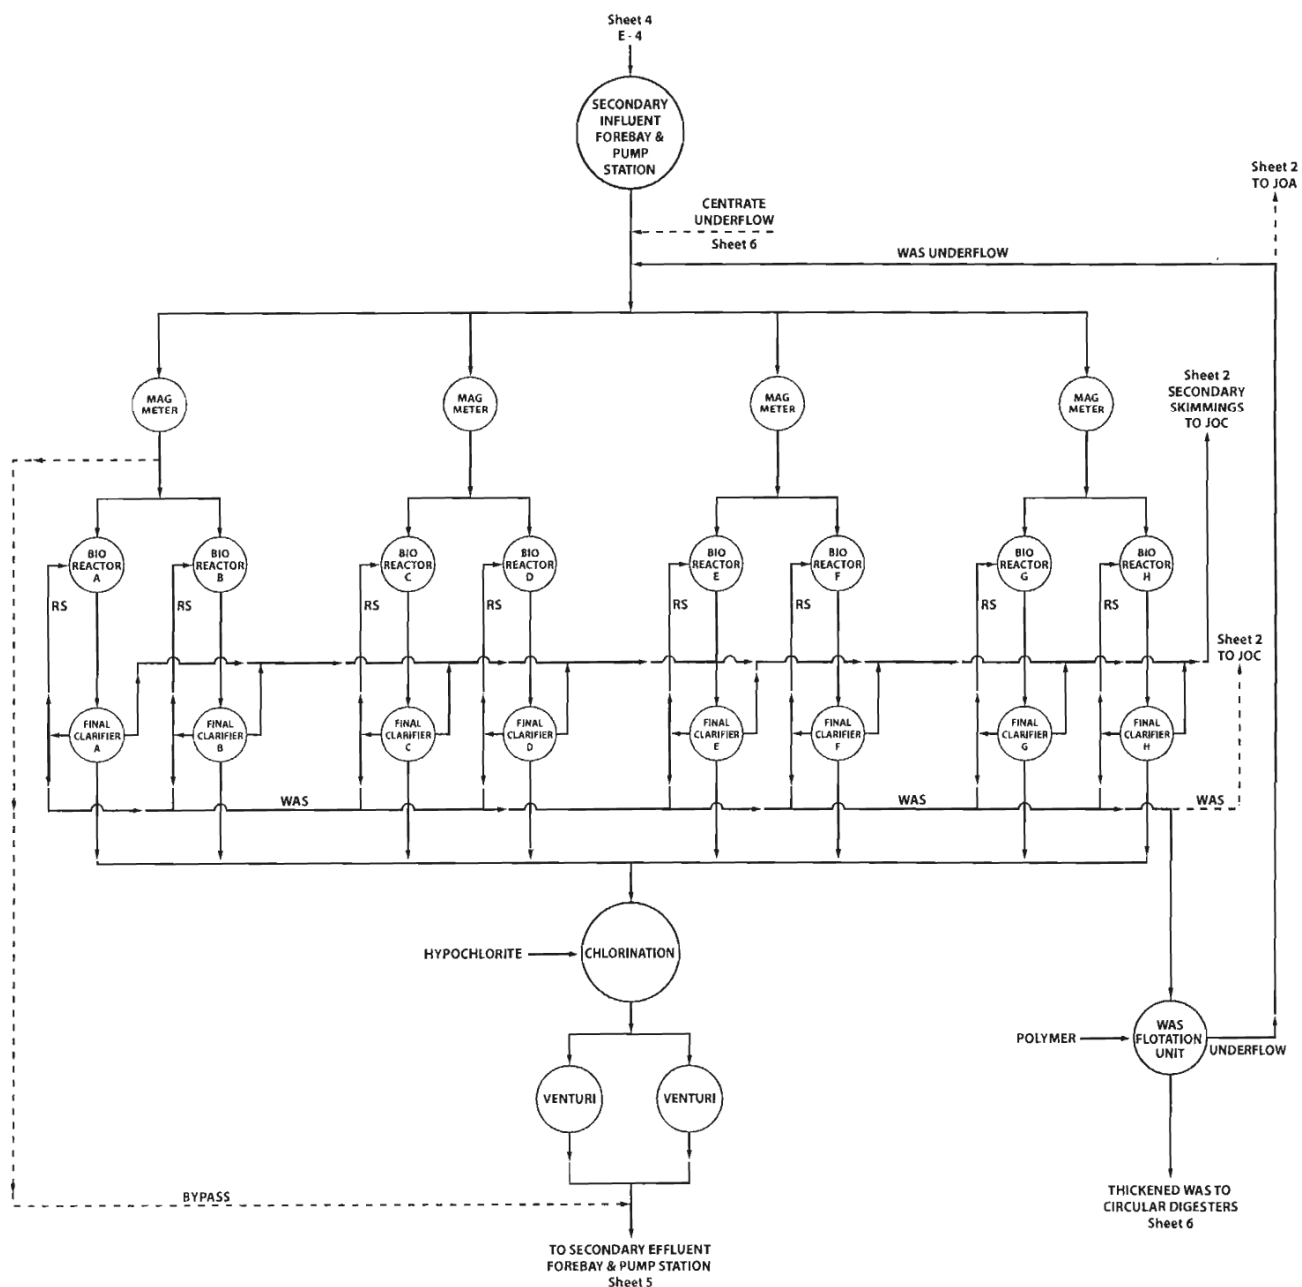 Sheet 4
E - 4
SECONDARY
INFLUENT
FOREBAY &
PUMP
STATION
Sheet 2
TO JOA
CENTRATE
UNDERFLOW
Sheet 6
WAS UNDERFLOW
MAG
METER
MAG
METER
MAG
METER
MAG
METER
Sheet 2
SECONDARY
SKIMMINGS
TO JOC
BIO
REACTOR
A
BIO
REACTOR
B
BIO
REACTOR
C
BIO
REACTOR
D
BIO
REACTOR
E
BIO
REACTOR
F
BIO
REACTOR
G
BIO
REACTOR
H
RS
RS
RS
RS
RS
RS
RS
RS
Sheet 2
TO JOC
FINAL
CLARIFIER
A
FINAL
CLARIFIER
B
FINAL
CLARIFIER
C
FINAL
CLARIFIER
D
FINAL
CLARIFIER
E
FINAL
CLARIFIER
F
FINAL
CLARIFIER
G
FINAL
CLARIFIER
H
WAS
WAS
WAS
HYPOCHLORITE
CHLORINATION
POLYMER
WAS
FLOTATION
UNIT
UNDERFLOW
VENTURI
VENTURI
BYPASS
THICKENED WAS TO
CIRCULAR DIGESTERS
Sheet 6
TO SECONDARY EFFLUENT
FOREBAY & PUMP STATION
Sheet 5